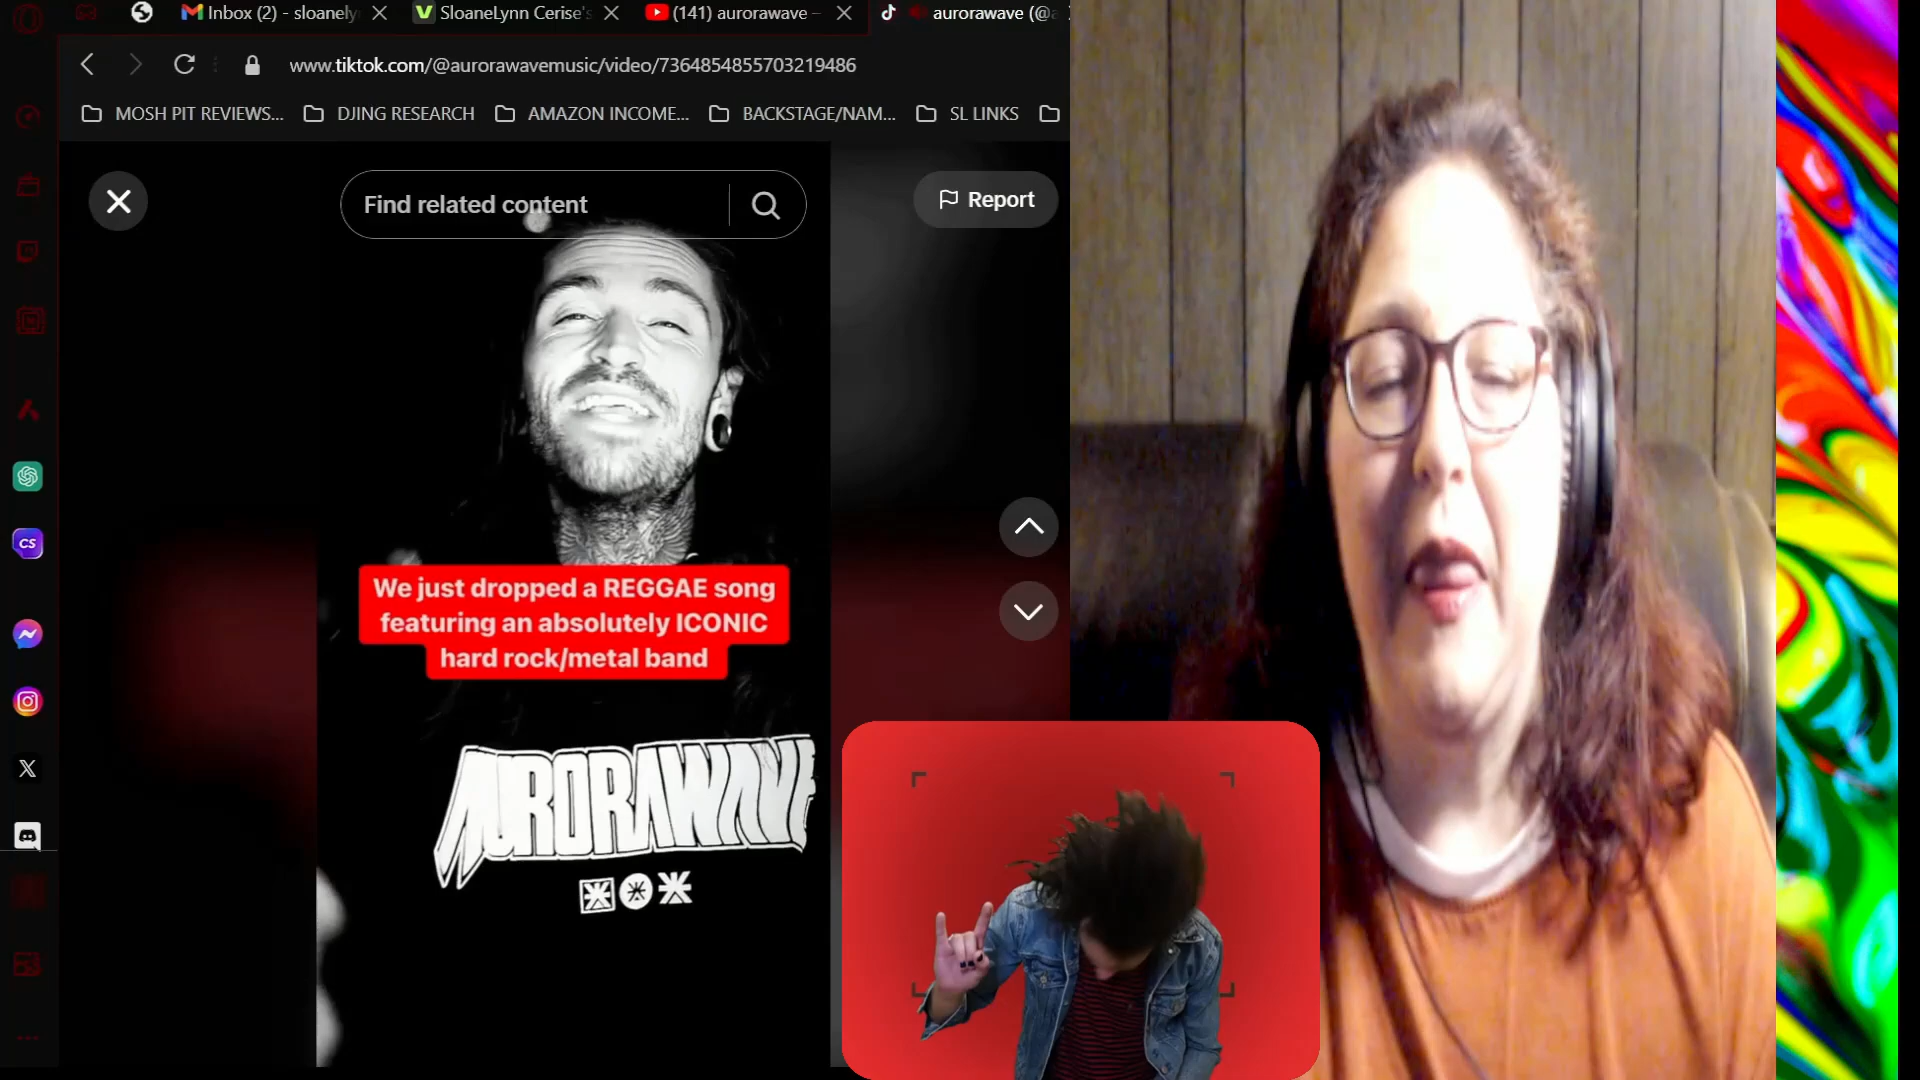 Inbox (2) - sloanely
SloaneLynn Cerise's
(141) aurorawave –
aurorawave (@a
www.tiktok.com/@aurorawavemusic/video/7364854855703219486
MOSH PIT REVIEWS...
DJING RESEARCH
AMAZON INCOME...
BACKSTAGE/NAM...
SL LINKS
Find related content
Report
CS
We just dropped a REGGAE song
featuring an absolutely ICONIC
hard rock/metal band
AURORAWAVE